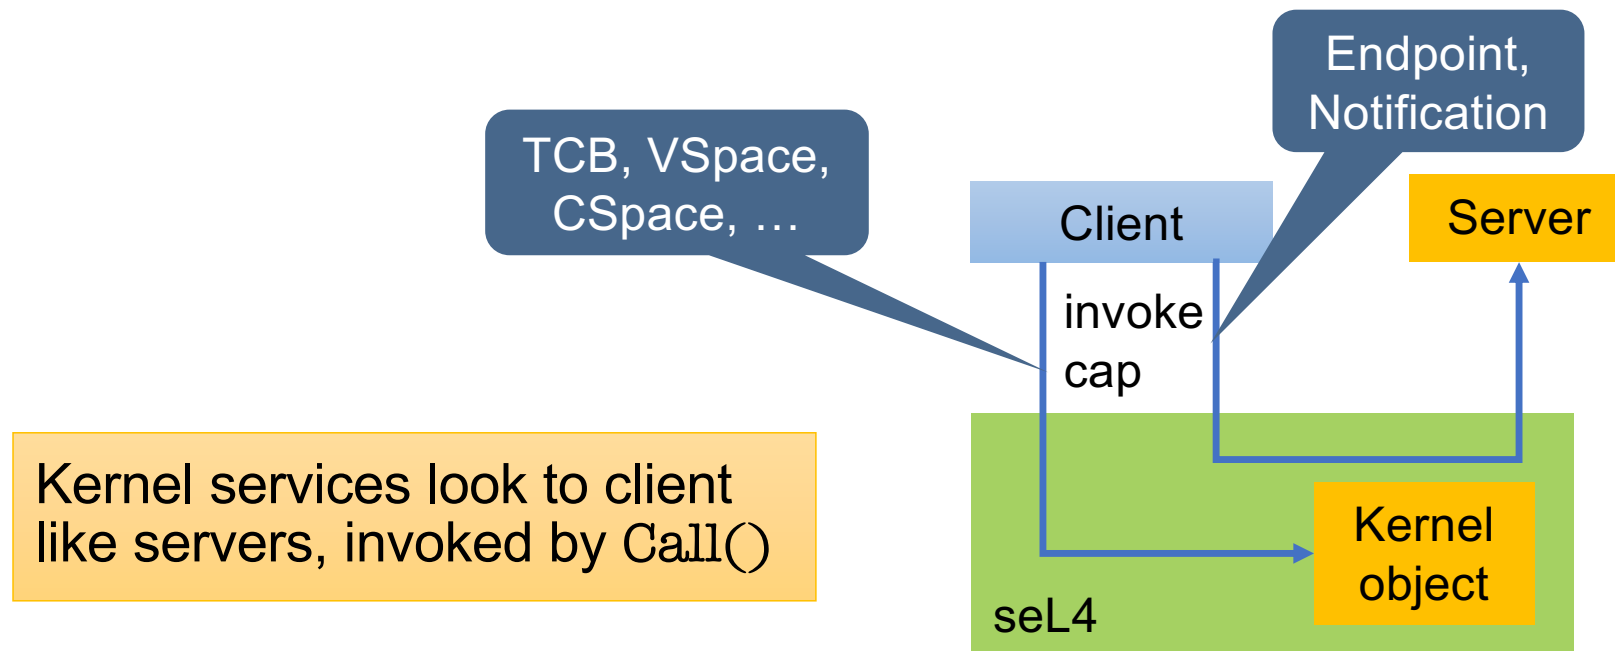 Endpoint,
Notification
TCB, VSpace,
CSpace, …
Client
Server
invoke
cap
Kernel services look to client
like servers, invoked by Call()
Kernel
object
seL4